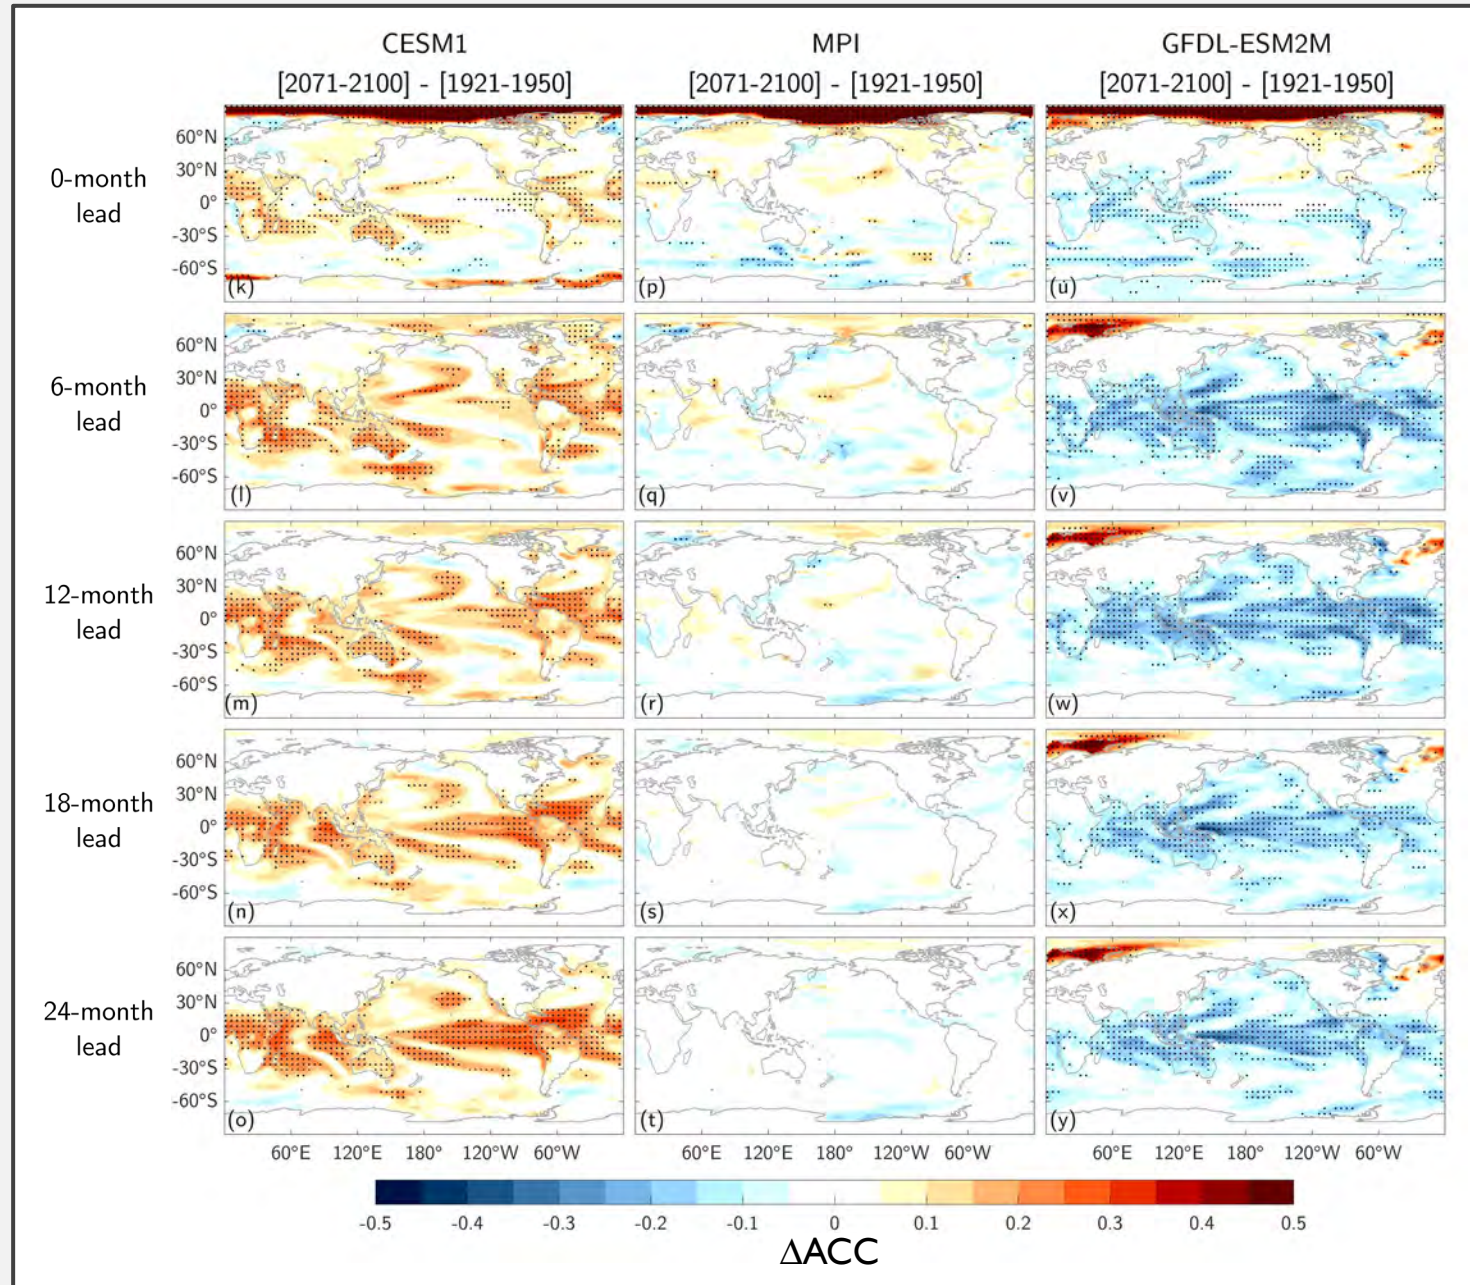 CESM1 MPI GFDL-ESM2M
[2071-2100] - [1921-1950] [2071-2100] - [1921-1950] [2071-2100] - [1921-1950]
0-month
lead
60°N
30°N
0°
-30°S
-60°S
(k) (p) (u)
6-month
lead
60°N
30°N
0°
-30°S
-60°S
(l) (q) (v)
12-month
lead
60°N
30°N
0°
-30°S
-60°S
(m) (r) (w)
18-month
lead
60°N
30°N
0°
-30°S
-60°S
(n) (s) (x)
24-month
lead
60°N
30°N
0°
-30°S
-60°S
(o) (t) (y)
60°E 120°E 180° 120°W 60°W 60°E 120°E 180° 120°W 60°W 60°E 120°E 180° 120°W 60°W
-0.5 -0.4 -0.3 -0.2 -0.1 0 0.1 0.2 0.3 0.4 0.5
ΔACC